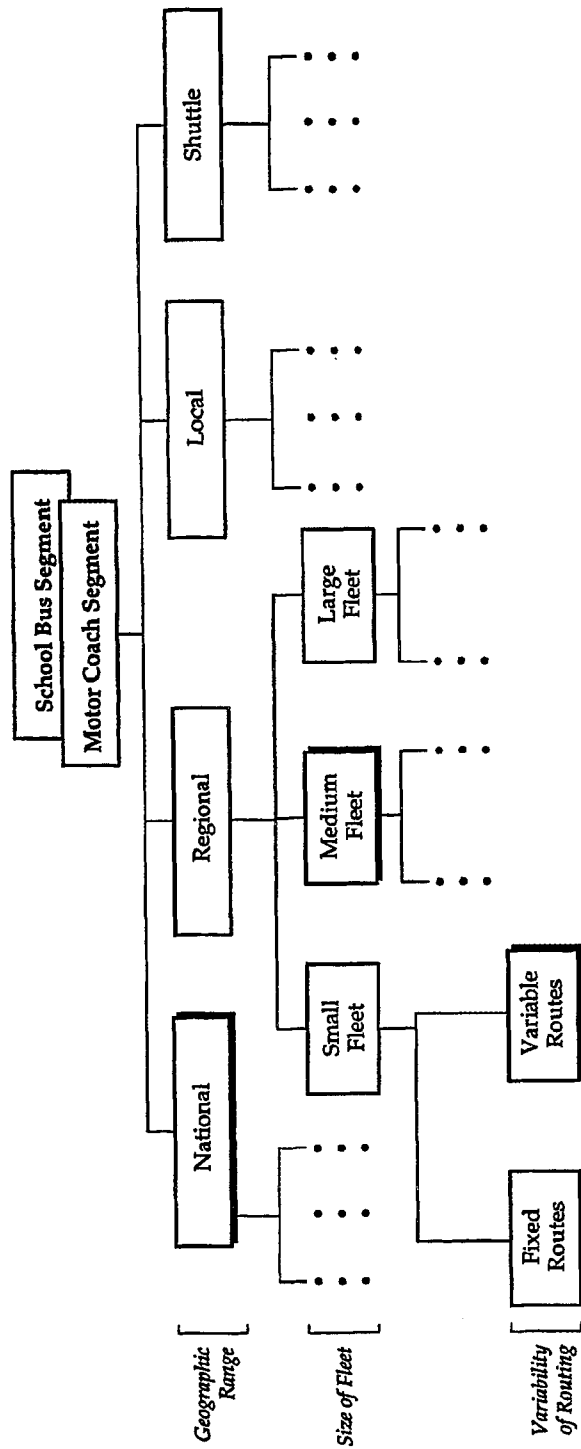 School Bus Segment
Motor Coach Segment
Geographic
Range
National
Regional
Local
Shuttle
Size of Fleet
Small
Fleet
Medium
Fleet
Large
Fleet
Variability
of Routing
Fixed
Routes
Variable
Routes